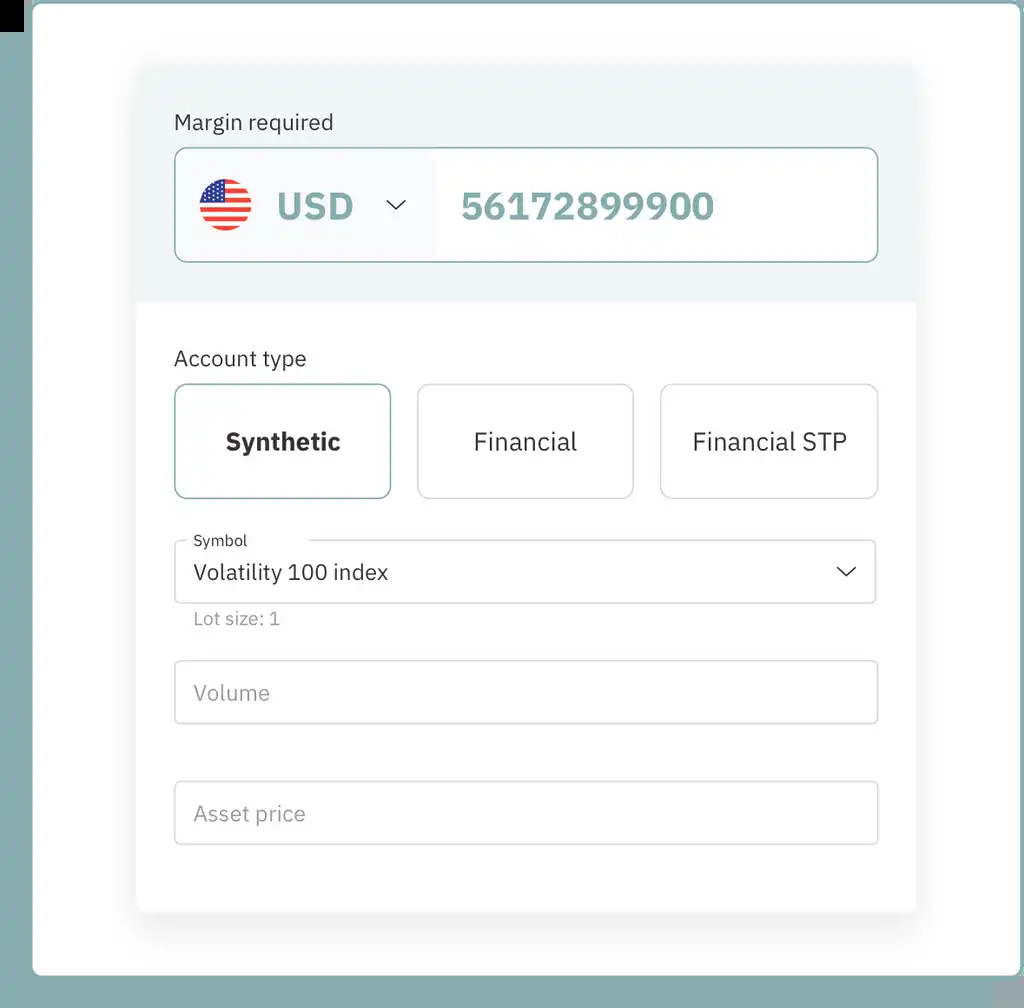 Margin required
USD 56172899900
Account type
Synthetic Financial Financial STP
Symbol
Volatility 100 index
Lot size: 1
Volume
Asset price